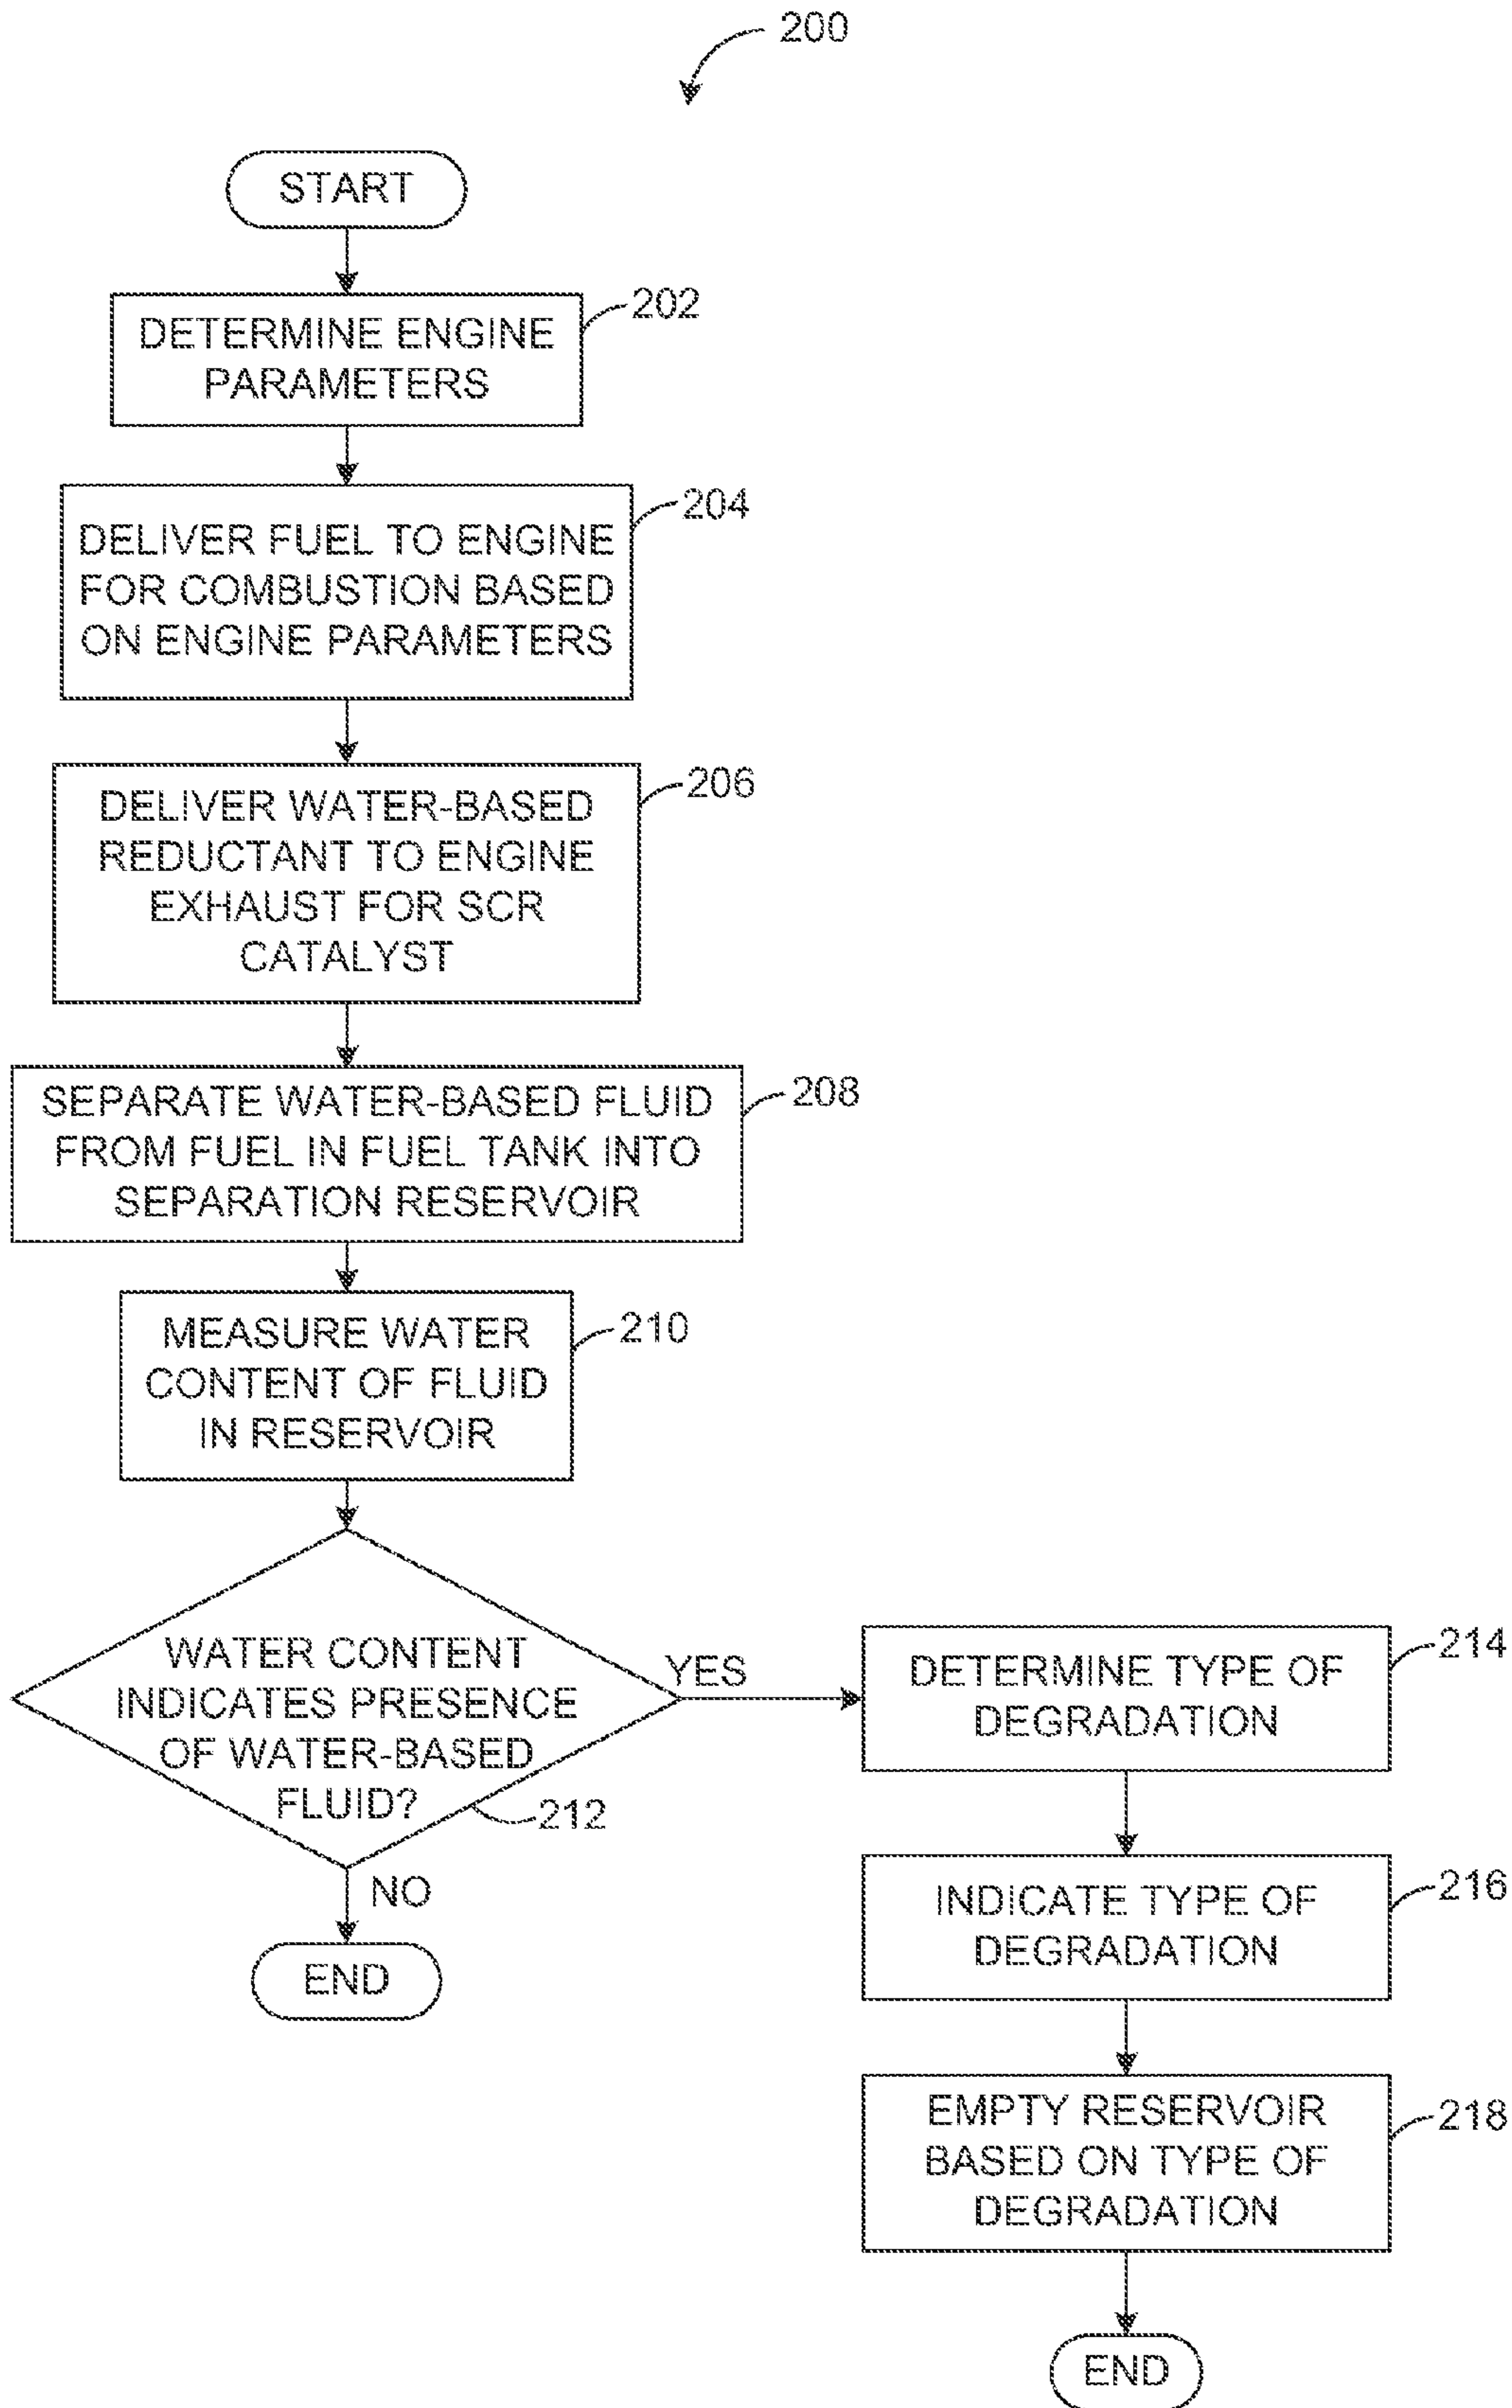 200
START
202
DETERMINE ENGINE
PARAMETERS
204
DELIVER FUEL TO ENGINE
FOR COMBUSTION BASED
ON ENGINE PARAMETERS
206
DELIVER WATER-BASED
REDUCTANT TO ENGINE
EXHAUST FOR SCR
CATALYST
208
SEPARATE WATER-BASED FLUID
FROM FUEL IN FUEL TANK INTO
SEPARATION RESERVOIR
210
MEASURE WATER
CONTENT OF FLUID
IN RESERVOIR
WATER CONTENT
INDICATES PRESENCE
OF WATER-BASED
FLUID?
212
YES
NO
END
214
DETERMINE TYPE OF
DEGRADATION
216
INDICATE TYPE OF
DEGRADATION
218
EMPTY RESERVOIR
BASED ON TYPE OF
DEGRADATION
END